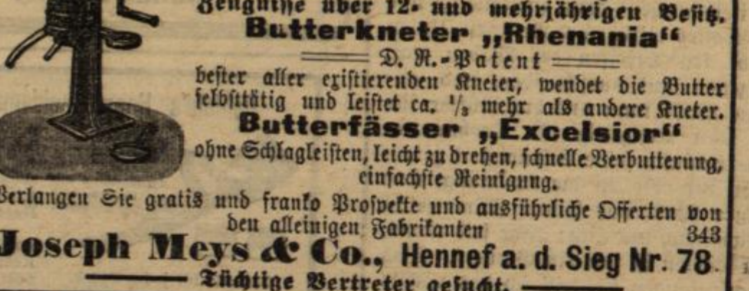 Zeugnisse über 12- und mehrjährigen Besitz.
Butterkneter „Rhenania“
D. R.-Patent
bester aller existierenden Kneter, wendet die Butter
selbsttätig und leistet ca. ⅓ mehr als andere Kneter.
Butterfässer „Excelsior“
ohne Schlagleisten, leicht zu drehen, schnelle Verbutterung,
einfachste Reinigung.
Verlangen Sie gratis und franko Prospekte und ausführliche Offerten von
den alleinigen Fabrikanten 343
Joseph Meys & Co., Hennef a. d. Sieg Nr. 78.
Tüchtige Vertreter gesucht.